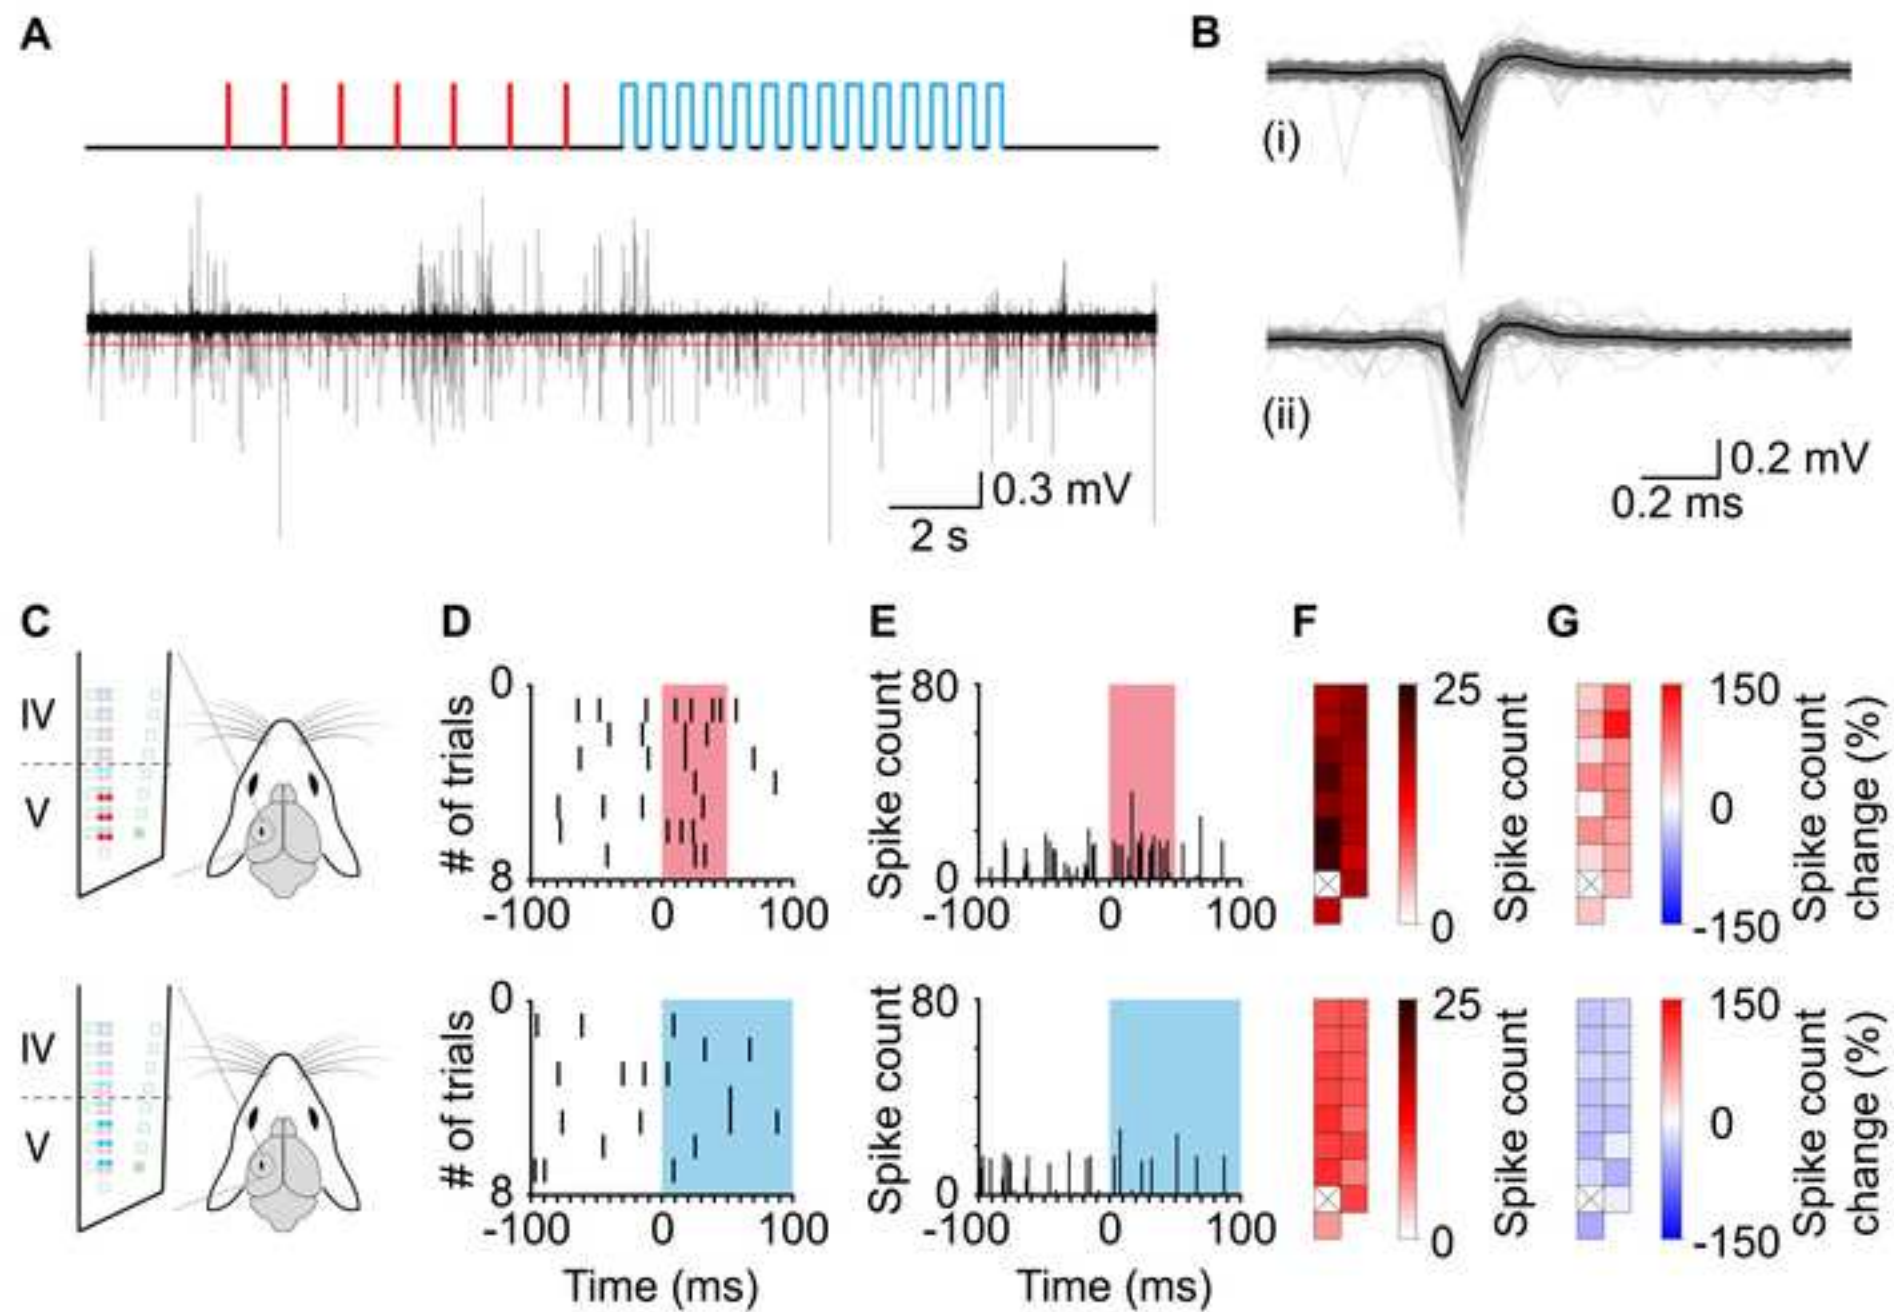 A
B
(i)
(ii)
0.3 mV
2 s
0.2 mV
0.2 ms
C
D
E
F
G
IV
V
# of trials
0
8
-100
0
100
Spike count
80
0
-100
0
100
25
0
Spike count
150
0
-150
Spike count
change (%)
IV
V
# of trials
0
8
-100
0
100
Time (ms)
Spike count
80
0
-100
0
100
Time (ms)
25
0
Spike count
150
0
-150
Spike count
change (%)